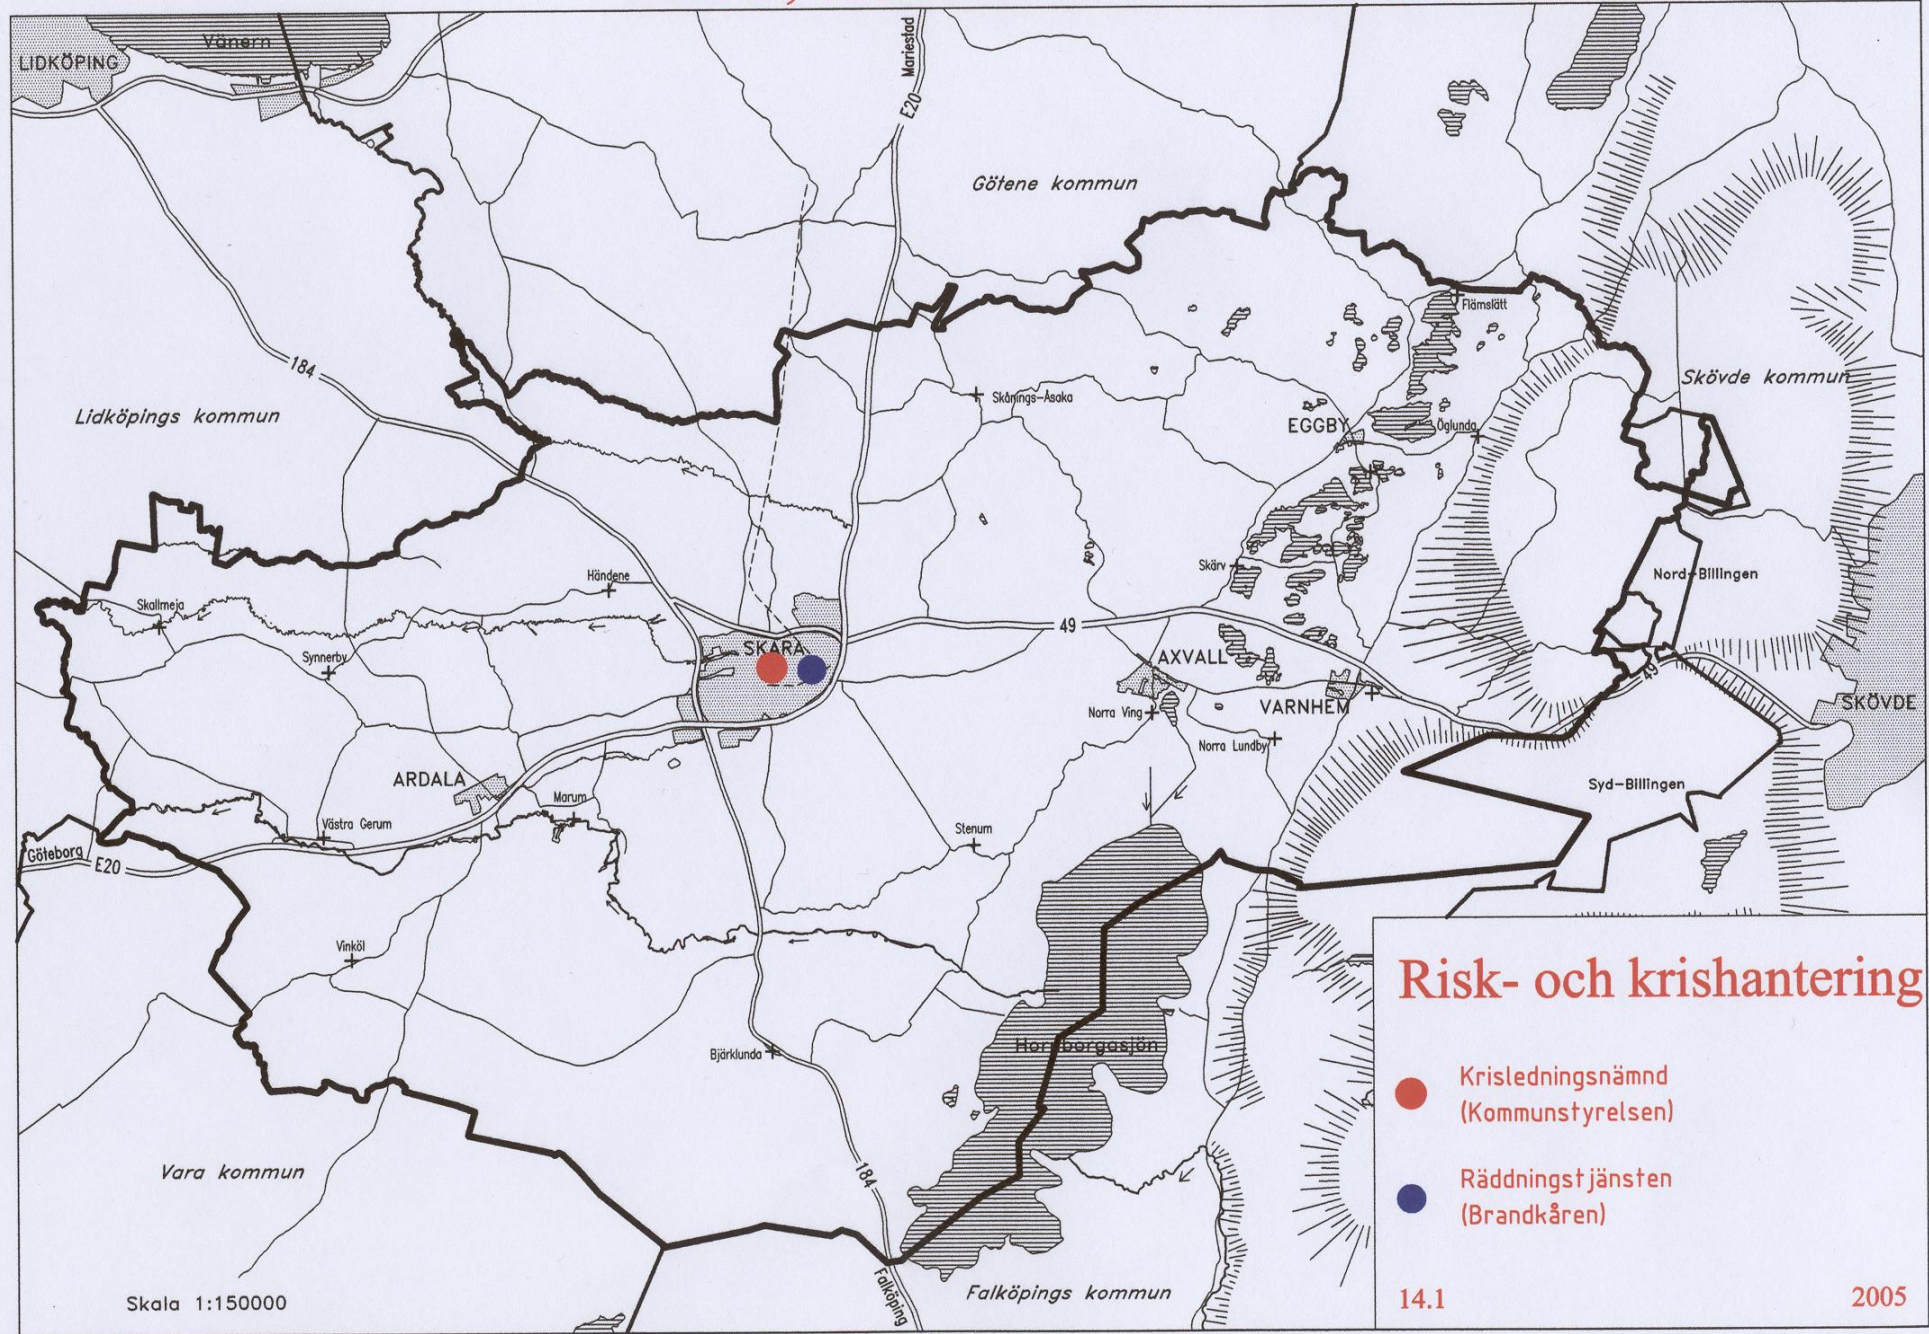 Vänern
LIDKÖPING
Mariestad
E20
Götene kommun
Flämslätt
184
Skövde kommun
Lidköpings kommun
Skånings-Åsaka
EGGBY
Öglunda
Händene
Skärv
Nord-Billingen
Skallmeja
49
SKARA
Synnerby
AXVALL
49
VARNHEM
SKÖVDE
Norra Ving
Norra Lundby
ARDALA
Syd-Billingen
Marum
Västra Gerum
Stenum
Göteborg
E20
Vinköl
Hornborgasjön
Bjärklunda
Vara kommun
184
Falköping
Falköpings kommun
Skala 1:150000
Risk- och krishantering
Krisledningsnämnd
(Kommunstyrelsen)
Räddningstjänsten
(Brandkåren)
14.1
2005